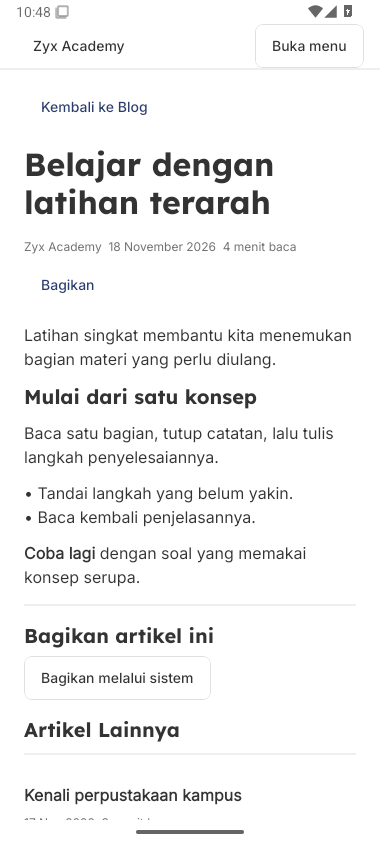 10:48
Zyx Academy
Buka menu
Kembali ke Blog
Belajar dengan
latihan terarah
Zyx Academy 18 November 2026 4 menit baca
Bagikan
Latihan singkat membantu kita menemukan
bagian materi yang perlu diulang.
Mulai dari satu konsep
Baca satu bagian, tutup catatan, lalu tulis
langkah penyelesaiannya.
• Tandai langkah yang belum yakin.
• Baca kembali penjelasannya.
Coba lagi dengan soal yang memakai
konsep serupa.
Bagikan artikel ini
Bagikan melalui sistem
Artikel Lainnya
Kenali perpustakaan kampus